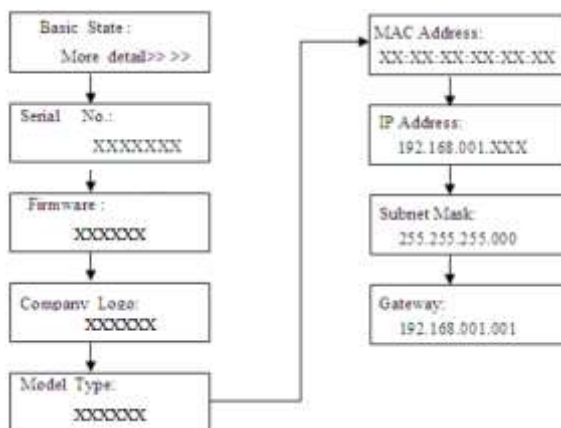 Basic State:
More detail>> >>
Serial No.:
XXXXXXX
Firmware:
XXXXXX
Company Logo:
XXXXXX
Model Type:
XXXXXX
MAC Address:
XX:XX:XX:XX:XX:XX
IP Address:
192.168.001.XXX
Subnet Mask:
255.255.255.000
Gateway:
192.168.001.001